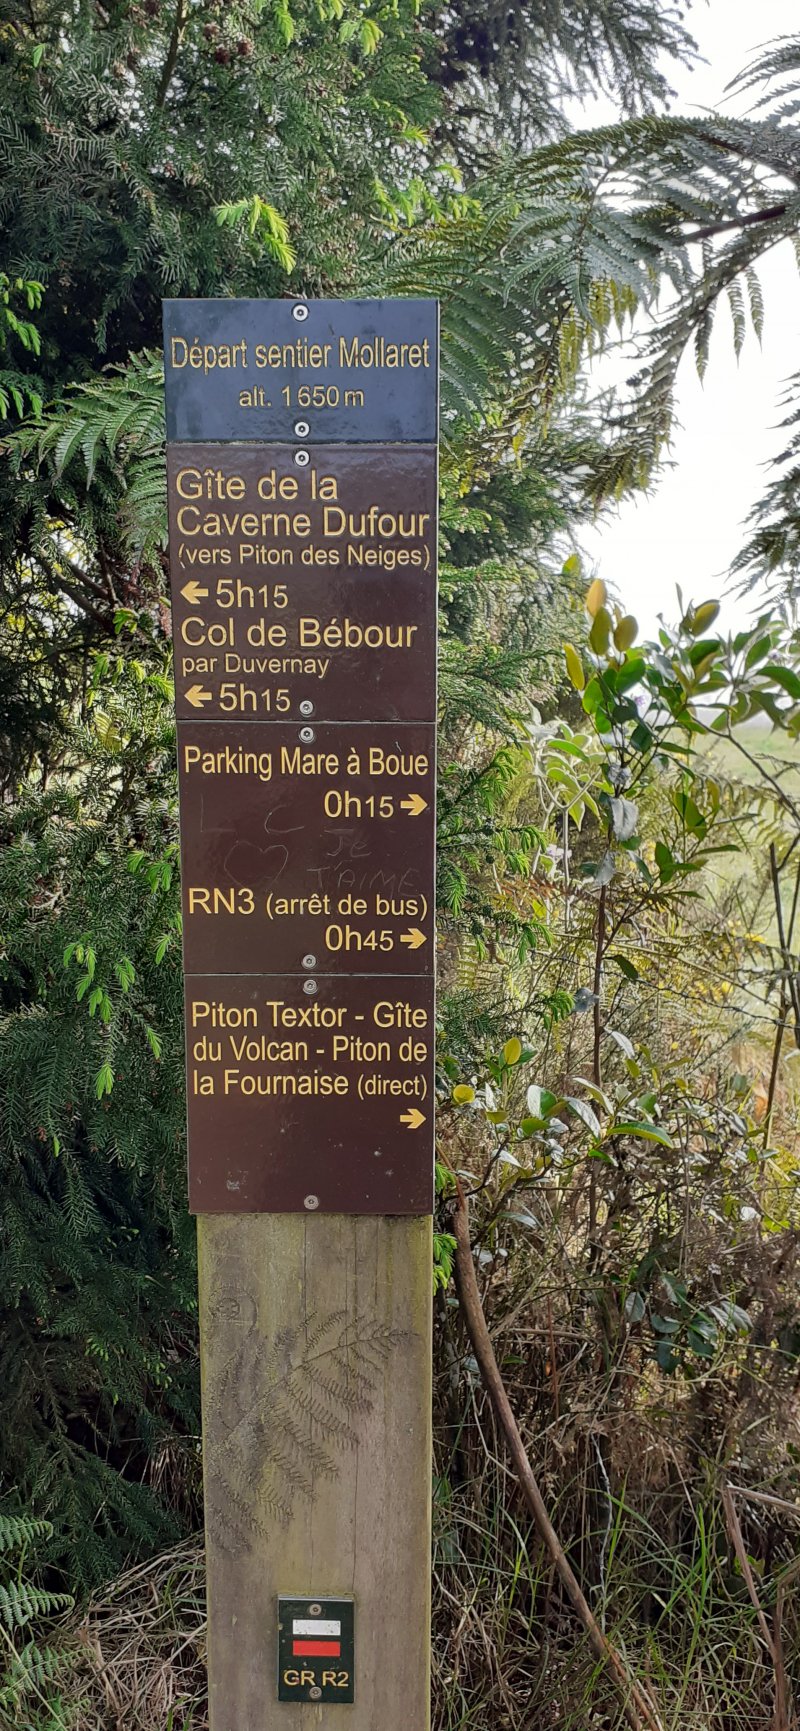 Départ sentier Mollaret
alt. 1650 m
Gîte de la
Caverne Dufour
(vers Piton des Neiges)
← 5h15
Col de Bébour
par Duvernay
← 5h15
Parking Mare à Boue
0h15 →
L C
JE
T'AIME
RN3 (arrêt de bus)
0h45 →
Piton Textor - Gîte
du Volcan - Piton de
la Fournaise (direct)
→
GR R2